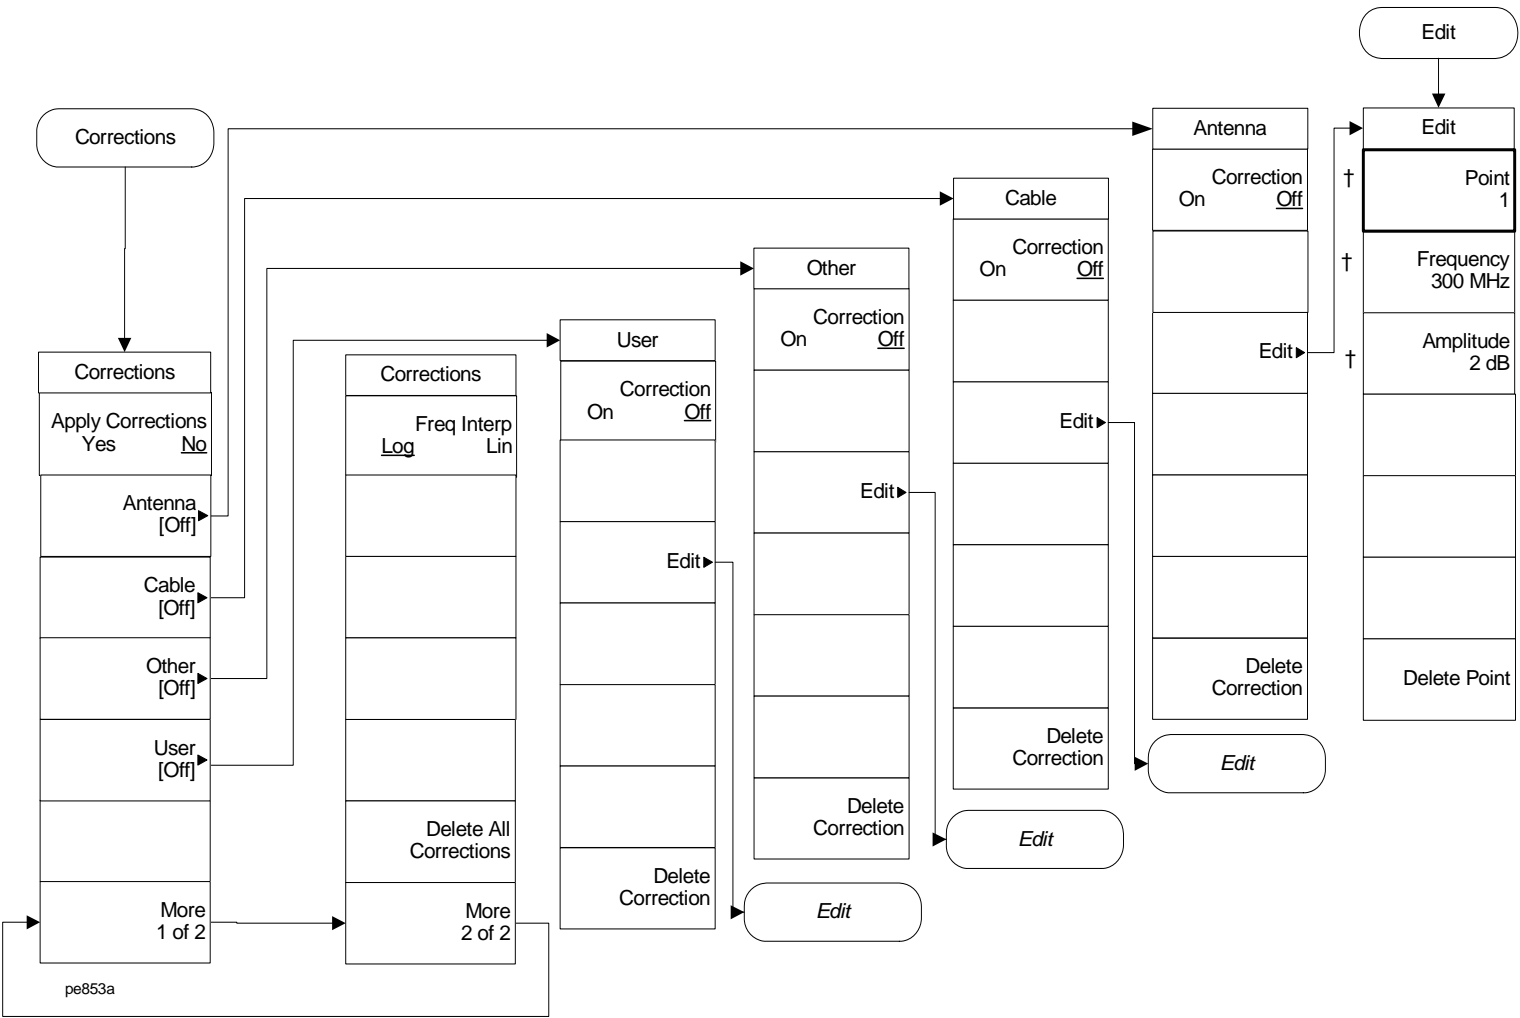 Corrections
Corrections
Apply Corrections
Yes No
Antenna
[Off]
Cable
[Off]
Other
[Off]
User
[Off]
More
1 of 2
Corrections
Freq Interp
Log Lin
Delete All
Corrections
More
2 of 2
User
Correction
On Off
Edit
Delete
Correction
Edit
Other
Correction
On Off
Edit
Delete
Correction
Edit
Cable
Correction
On Off
Edit
Delete
Correction
Edit
Antenna
Correction
On Off
Edit
Delete
Correction
Edit
Edit
† Point
1
† Frequency
300 MHz
† Amplitude
2 dB
Delete Point
pe853a